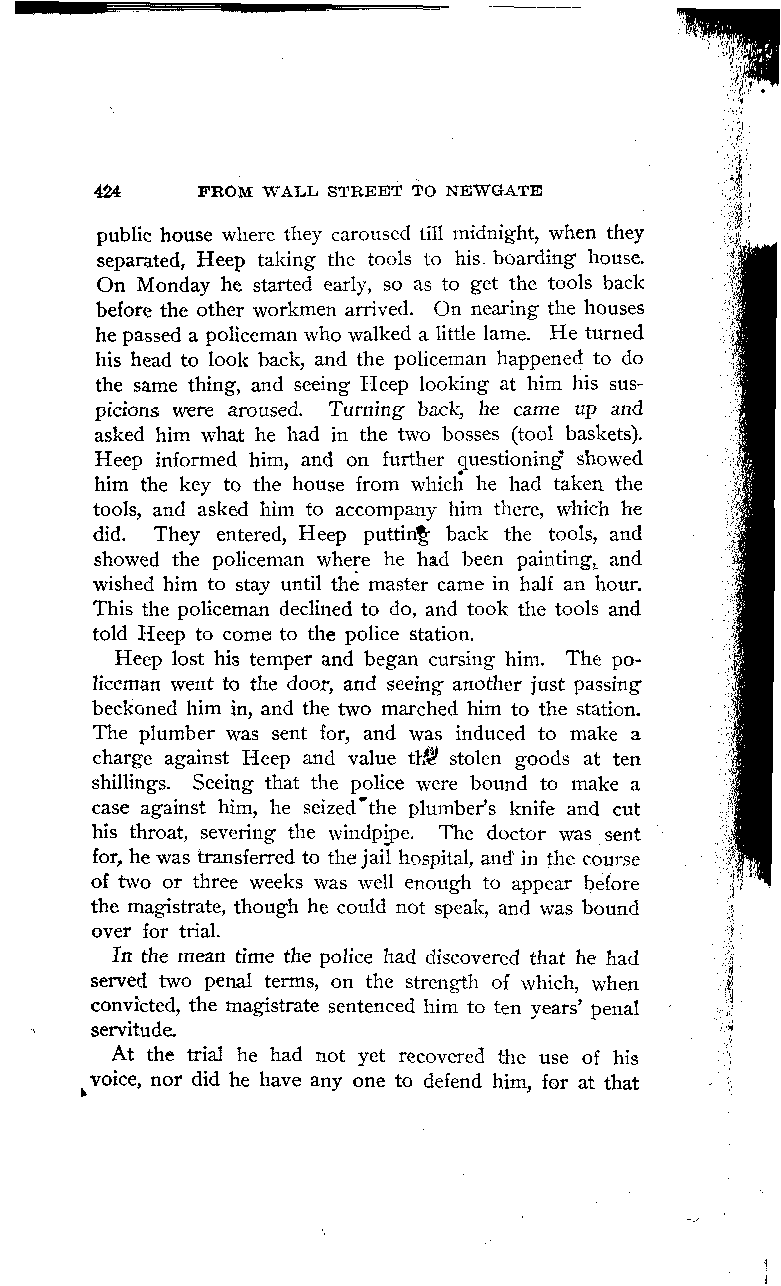 424 FROM WALL STREET TO NEWGATE
public house where they caroused till midnight, when they
separated, Heep taking the tools to his boarding house.
On Monday he started early, so as to get the tools back
before the other workmen arrived. On nearing the houses
he passed a policeman who walked a little lame. He turned
his head to look back, and the policeman happened to do
the same thing, and seeing Heep looking at him his sus-
picions were aroused. Turning back, he came up and
asked him what he had in the two bosses (tool baskets).
Heep informed him, and on further questioning showed
him the key to the house from which he had taken the
tools, and asked him to accompany him there, which he
did. They entered, Heep putting back the tools, and
showed the policeman where he had been painting, and
wished him to stay until the master came in half an hour.
This the policeman declined to do, and took the tools and
told Heep to come to the police station.
Heep lost his temper and began cursing him. The po-
liceman went to the door, and seeing another just passing
beckoned him in, and the two marched him to the station.
The plumber was sent for, and was induced to make a
charge against Heep and value the stolen goods at ten
shillings. Seeing that the police were bound to make a
case against him, he seized the plumber's knife and cut
his throat, severing the windpipe. The doctor was sent
for, he was transferred to the jail hospital, and in the course
of two or three weeks was well enough to appear before
the magistrate, though he could not speak, and was bound
over for trial.
In the mean time the police had discovered that he had
served two penal terms, on the strength of which, when
convicted, the magistrate sentenced him to ten years' penal
servitude.
At the trial he had not yet recovered the use of his
voice, nor did he have any one to defend him, for at that